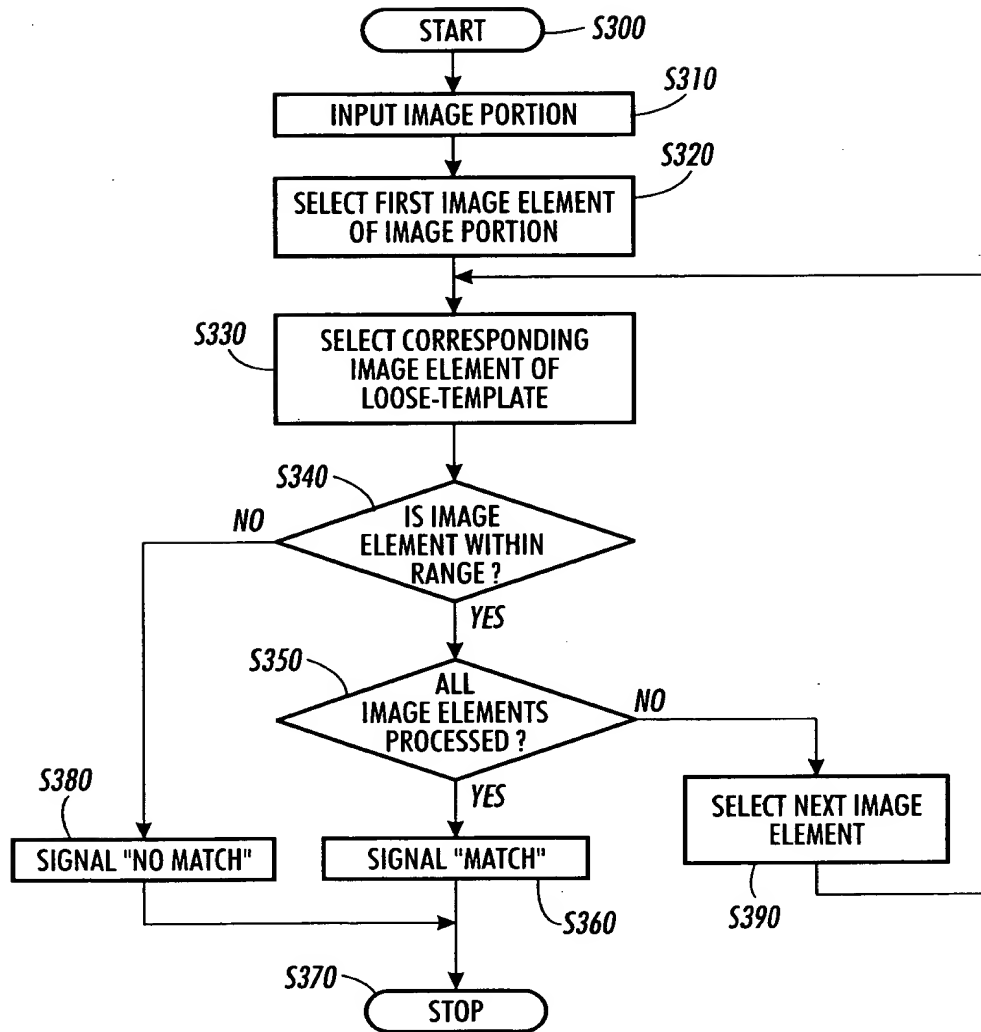 START
S300
S310
INPUT IMAGE PORTION
S320
SELECT FIRST IMAGE ELEMENT
OF IMAGE PORTION
S330
SELECT CORRESPONDING
IMAGE ELEMENT OF
LOOSE-TEMPLATE
S340
NO
IS IMAGE
ELEMENT WITHIN
RANGE ?
YES
S350
ALL
IMAGE ELEMENTS
PROCESSED ?
NO
S380
YES
SELECT NEXT IMAGE
ELEMENT
SIGNAL "NO MATCH"
SIGNAL "MATCH"
S390
S360
S370
STOP